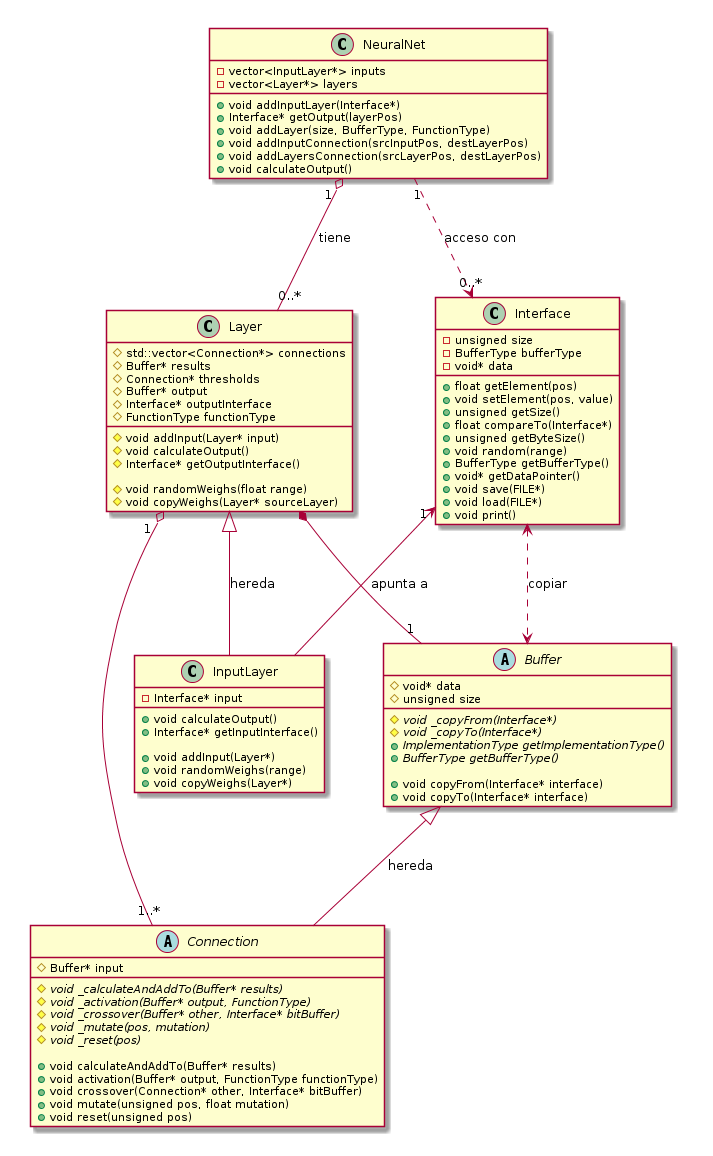 C NeuralNet
vector<InputLayer*> inputs
vector<Layer*> layers
void addInputLayer(Interface*)
Interface* getOutput(layerPos)
void addLayer(size, BufferType, FunctionType)
void addInputConnection(srcInputPos, destLayerPos)
void addLayersConnection(srcLayerPos, destLayerPos)
void calculateOutput()
1
1
tiene
acceso con
0..*
0..*
C Layer
std::vector<Connection*> connections
Buffer* results
Connection* thresholds
Buffer* output
Interface* outputInterface
FunctionType functionType
void addInput(Layer* input)
void calculateOutput()
Interface* getOutputInterface()
void randomWeighs(float range)
void copyWeighs(Layer* sourceLayer)
C Interface
unsigned size
BufferType bufferType
void* data
float getElement(pos)
void setElement(pos, value)
unsigned getSize()
float compareTo(Interface*)
unsigned getByteSize()
void random(range)
BufferType getBufferType()
void* getDataPointer()
void save(FILE*)
void load(FILE*)
void print()
1
1
hereda
apunta a
copiar
1
C InputLayer
Interface* input
void calculateOutput()
Interface* getInputInterface()
void addInput(Layer*)
void randomWeighs(range)
void copyWeighs(Layer*)
A Buffer
void* data
unsigned size
void _copyFrom(Interface*)
void _copyTo(Interface*)
ImplementationType getImplementationType()
BufferType getBufferType()
void copyFrom(Interface* interface)
void copyTo(Interface* interface)
hereda
1..*
A Connection
Buffer* input
void _calculateAndAddTo(Buffer* results)
void _activation(Buffer* output, FunctionType)
void _crossover(Buffer* other, Interface* bitBuffer)
void _mutate(pos, mutation)
void _reset(pos)
void calculateAndAddTo(Buffer* results)
void activation(Buffer* output, FunctionType functionType)
void crossover(Connection* other, Interface* bitBuffer)
void mutate(unsigned pos, float mutation)
void reset(unsigned pos)